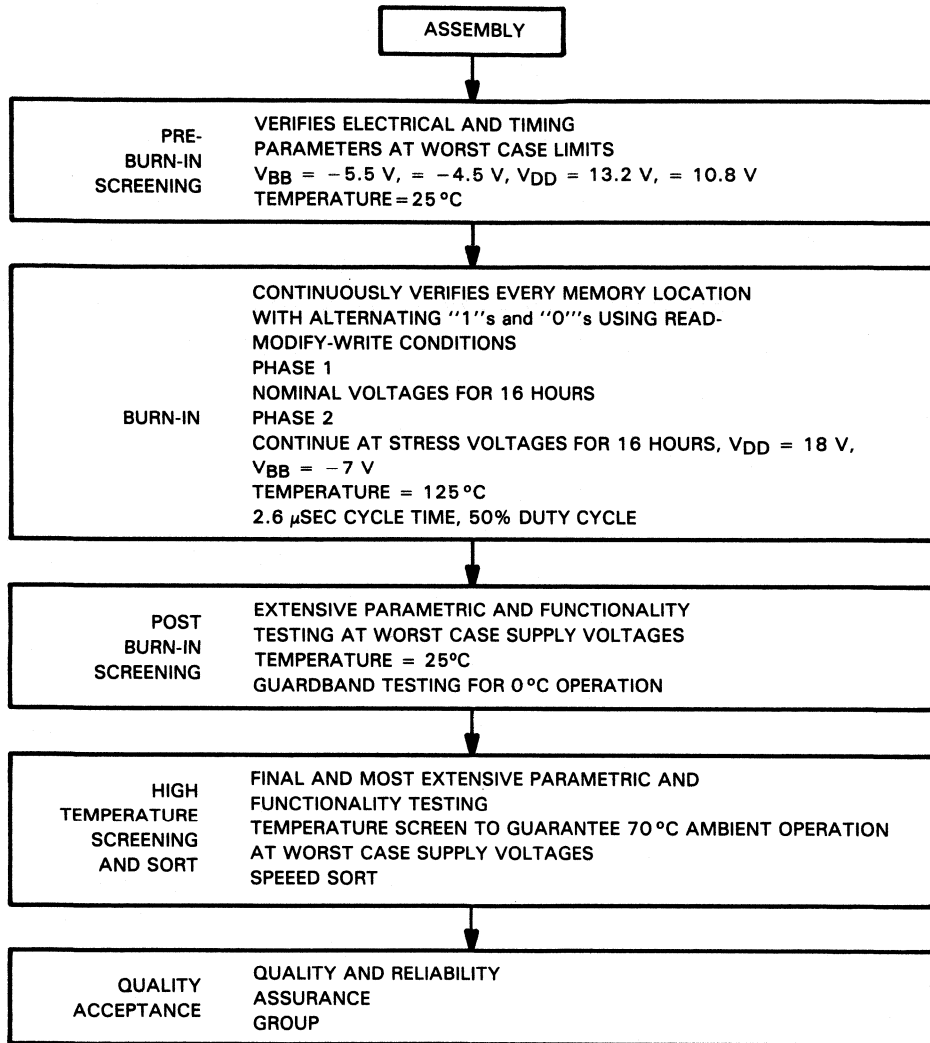 ASSEMBLY
PRE-
BURN-IN
SCREENING
VERIFIES ELECTRICAL AND TIMING
PARAMETERS AT WORST CASE LIMITS
VBB = −5.5 V, = −4.5 V, VDD = 13.2 V, = 10.8 V
TEMPERATURE = 25°C
BURN-IN
CONTINUOUSLY VERIFIES EVERY MEMORY LOCATION
WITH ALTERNATING ''1''s and ''0'''s USING READ-
MODIFY-WRITE CONDITIONS
PHASE 1
NOMINAL VOLTAGES FOR 16 HOURS
PHASE 2
CONTINUE AT STRESS VOLTAGES FOR 16 HOURS, VDD = 18 V,
VBB = −7 V
TEMPERATURE = 125°C
2.6 μSEC CYCLE TIME, 50% DUTY CYCLE
POST
BURN-IN
SCREENING
EXTENSIVE PARAMETRIC AND FUNCTIONALITY
TESTING AT WORST CASE SUPPLY VOLTAGES
TEMPERATURE = 25°C
GUARDBAND TESTING FOR 0°C OPERATION
HIGH
TEMPERATURE
SCREENING
AND SORT
FINAL AND MOST EXTENSIVE PARAMETRIC AND
FUNCTIONALITY TESTING
TEMPERATURE SCREEN TO GUARANTEE 70°C AMBIENT OPERATION
AT WORST CASE SUPPLY VOLTAGES
SPEEED SORT
QUALITY
ACCEPTANCE
QUALITY AND RELIABILITY
ASSURANCE
GROUP